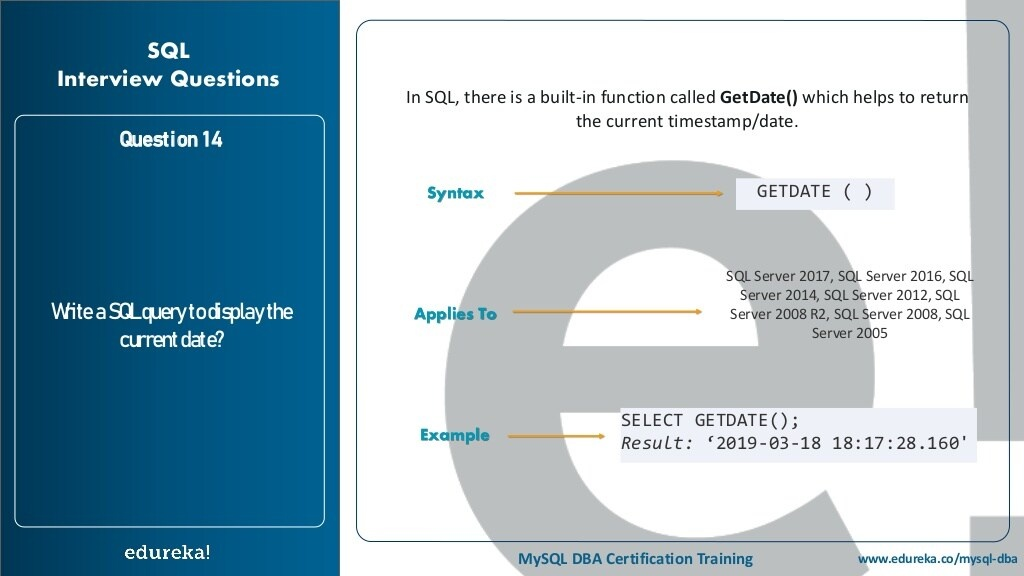 SQL
Interview Questions
Question 14
Write a SQL query to display the
current date?
edureka!
In SQL, there is a built-in function called GetDate() which helps to return
the current timestamp/date.
Syntax
GETDATE ( )
Applies To
SQL Server 2017, SQL Server 2016, SQL
Server 2014, SQL Server 2012, SQL
Server 2008 R2, SQL Server 2008, SQL
Server 2005
Example
SELECT GETDATE();
Result: ‘2019-03-18 18:17:28.160'
MySQL DBA Certification Training
www.edureka.co/mysql-dba